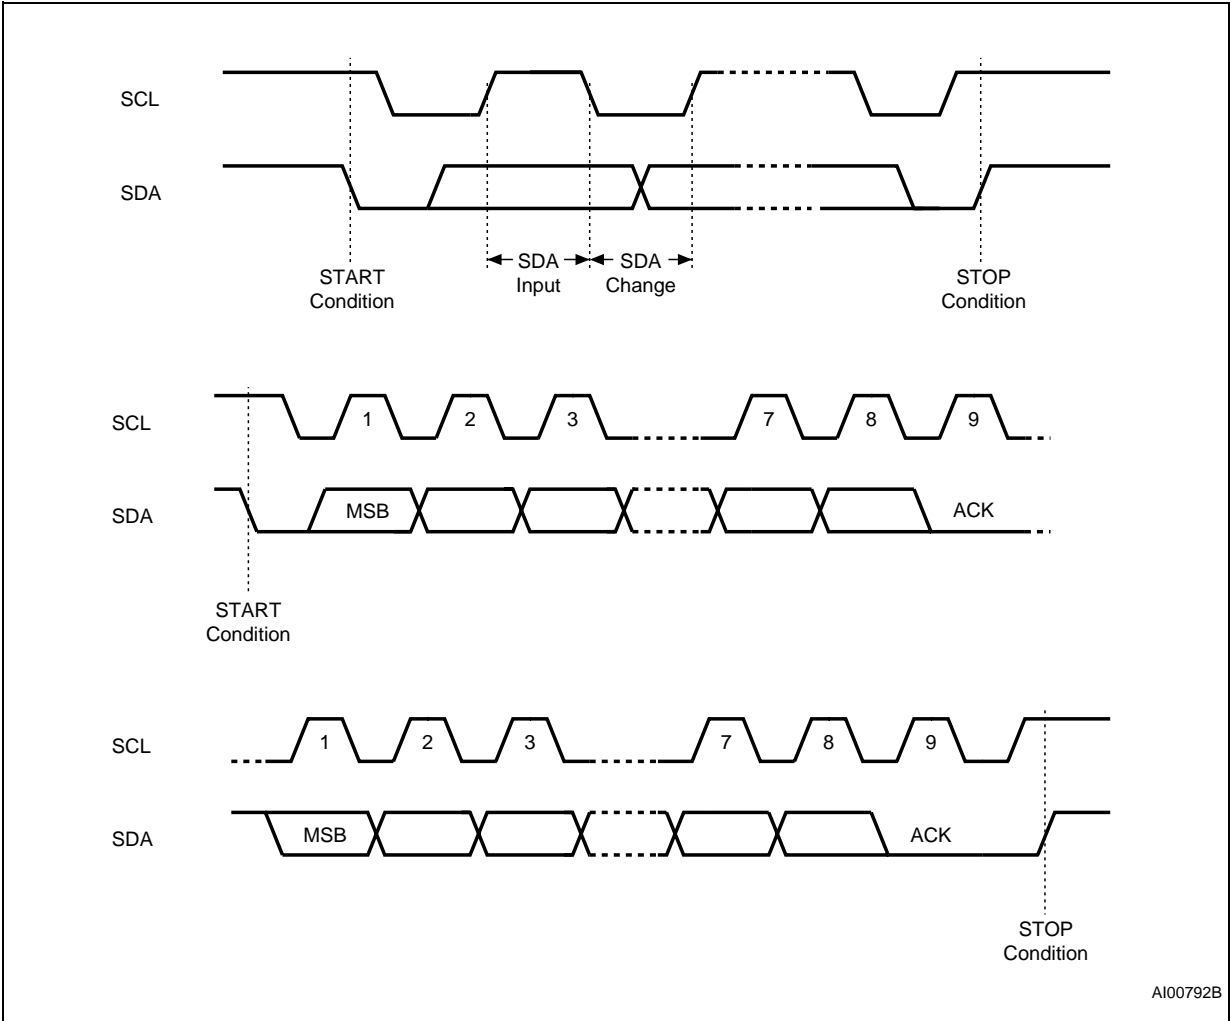 SCL
SDA
START
Condition
SDA
Input
SDA
Change
STOP
Condition
SCL
1
2
3
7
8
9
SDA
MSB
ACK
START
Condition
SCL
1
2
3
7
8
9
SDA
MSB
ACK
STOP
Condition
AI00792B